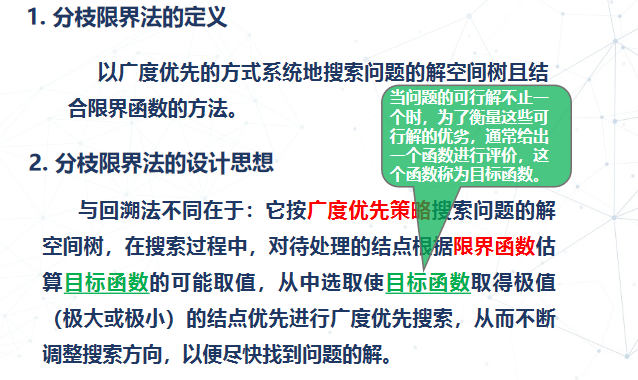 1. 分枝限界法的定义
以广度优先的方式系统地搜索问题的解空间树且结
合限界函数的方法。
当问题的可行解不止一
个时，为了衡量这些可
行解的优劣，通常给出
一个函数进行评价，这
个函数称为目标函数。
2. 分枝限界法的设计思想
与回溯法不同在于：它按广度优先策略搜索问题的解
空间树，在搜索过程中，对待处理的结点根据限界函数估
算目标函数的可能取值，从中选取使目标函数取得极值
（极大或极小）的结点优先进行广度优先搜索，从而不断
调整搜索方向，以便尽快找到问题的解。